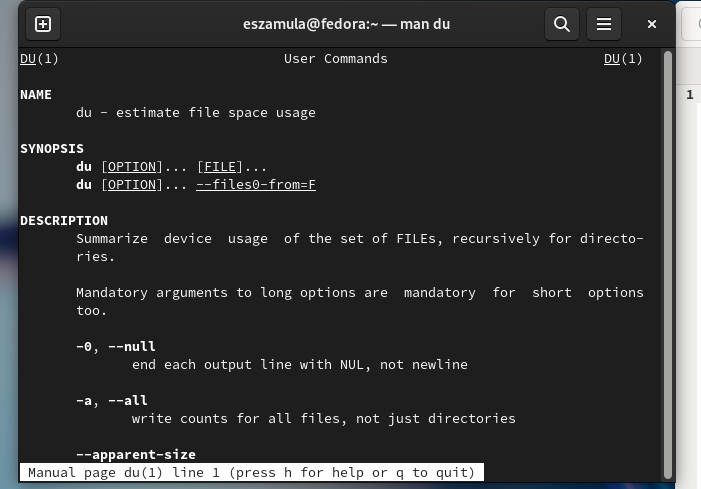 eszamula@fedora:~ — man du
DU(1) User Commands DU(1)
NAME
du - estimate file space usage
SYNOPSIS
du [OPTION]... [FILE]...
du [OPTION]... --files0-from=F
DESCRIPTION
Summarize device usage of the set of FILEs, recursively for directo-
ries.
Mandatory arguments to long options are mandatory for short options
too.
-0, --null
end each output line with NUL, not newline
-a, --all
write counts for all files, not just directories
--apparent-size
Manual page du(1) line 1 (press h for help or q to quit)
1